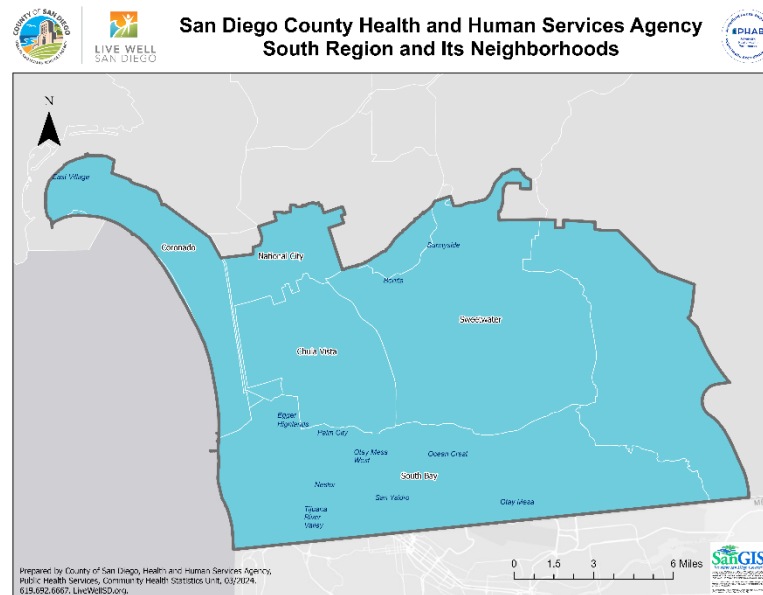 San Diego County Health and Human Services Agency
South Region and Its Neighborhoods
COUNTY OF SAN DIEGO
LIVE WELL
SAN DIEGO
PHAB
N
East Village
Coronado
National City
Sunnyside
Bonita
Sweetwater
Chula Vista
Egger
Highlands
Palm City
Otay Mesa
West
Ocean Crest
South Bay
Nestor
San Ysidro
Otay Mesa
Tijuana
River
Valley
0 1.5 3 6 Miles
Prepared by County of San Diego, Health and Human Services Agency,
Public Health Services, Community Health Statistics Unit, 03/2024.
619.692.6667. LiveWellSD.org.
SanGIS